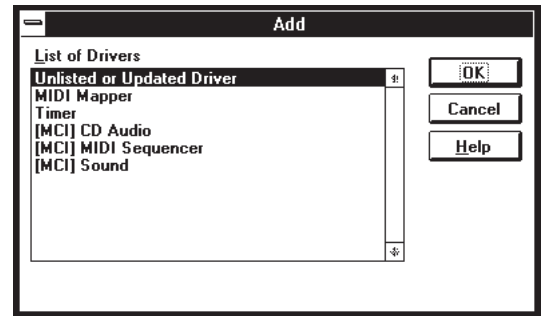 Add
List of Drivers
Unlisted or Updated Driver
MIDI Mapper
Timer
[MCI] CD Audio
[MCI] MIDI Sequencer
[MCI] Sound
OK
Cancel
Help